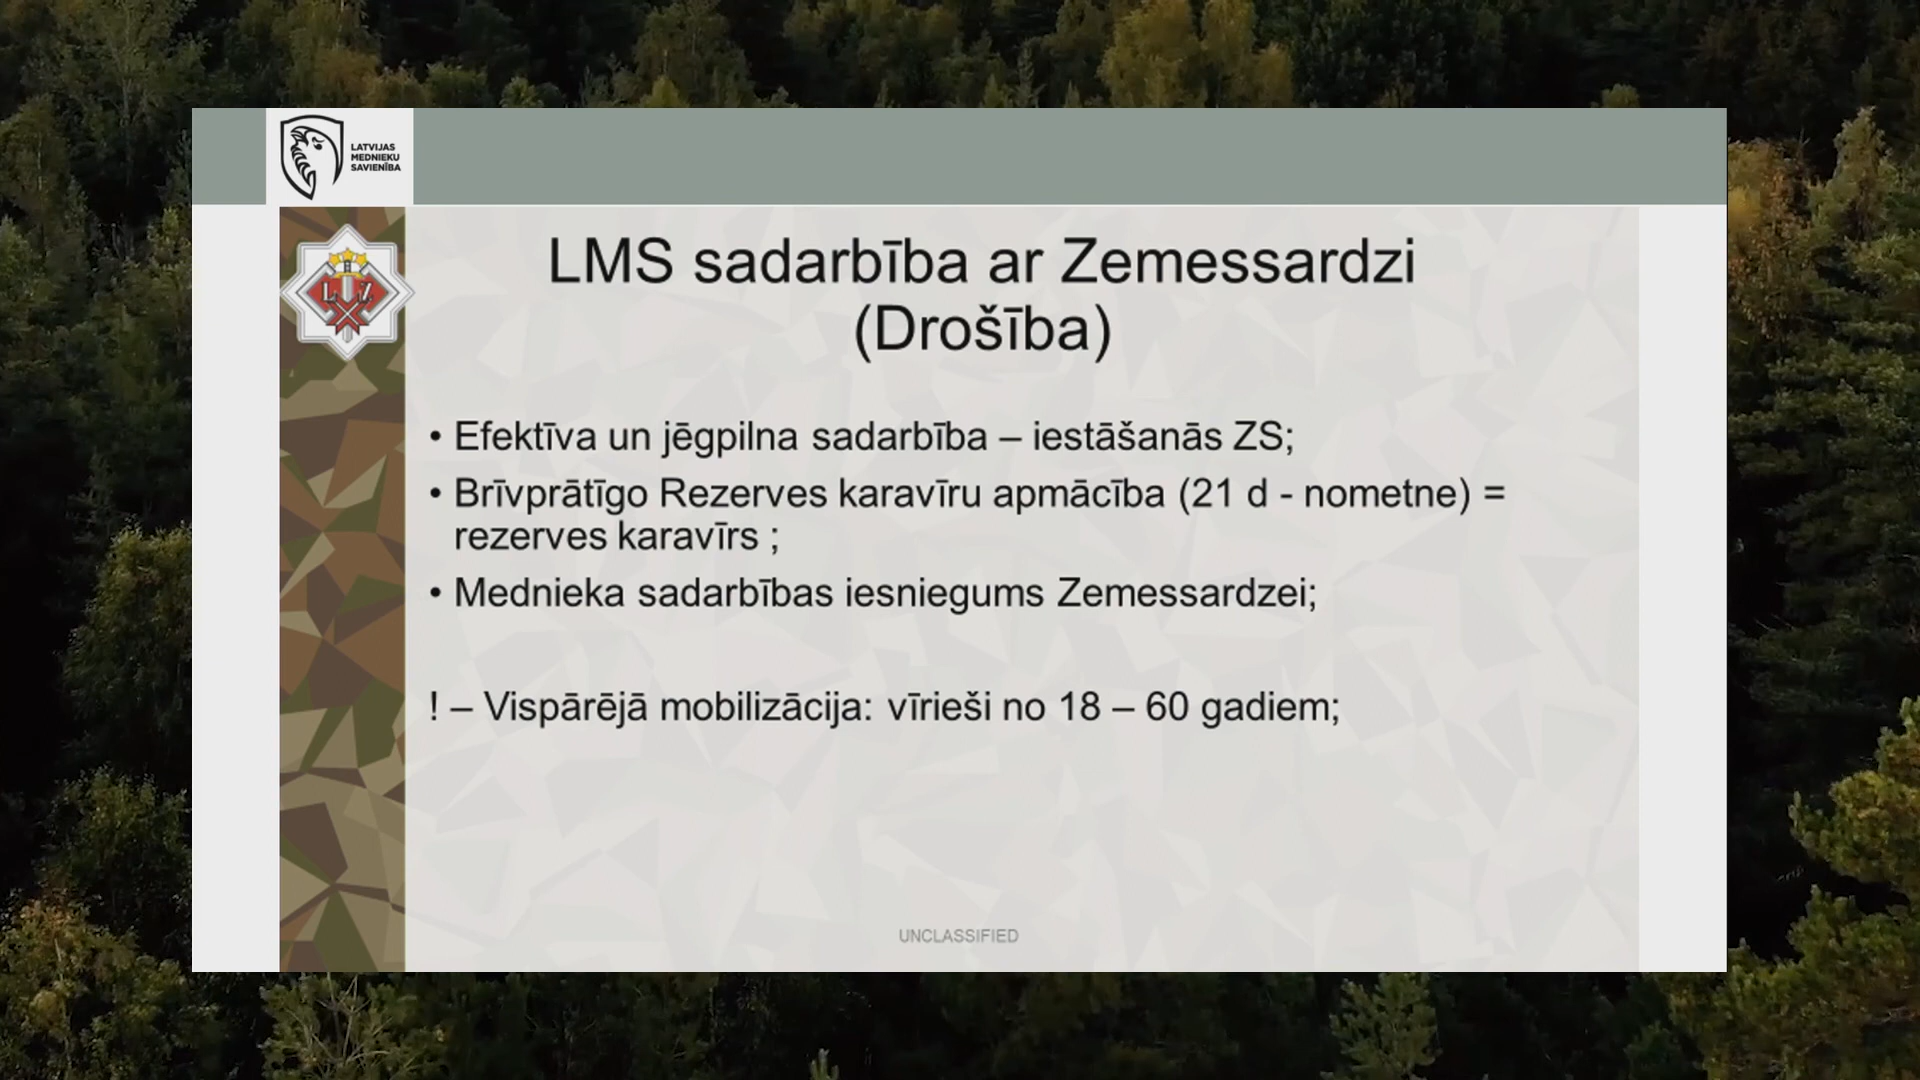 LATVIJAS
MEDNIEKU
SAVIENĪBA
L Z
LMS sadarbība ar Zemessardzi
(Drošība)
• Efektīva un jēgpilna sadarbība – iestāšanās ZS;
• Brīvprātīgo Rezerves karavīru apmācība (21 d - nometne) =
rezerves karavīrs ;
• Mednieka sadarbības iesniegums Zemessardzei;
! – Vispārējā mobilizācija: vīrieši no 18 – 60 gadiem;
UNCLASSIFIED